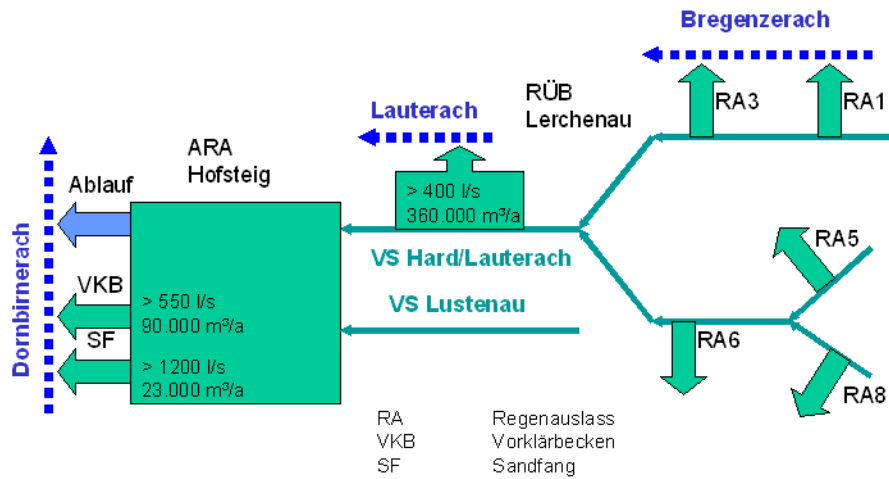 Bregenzerach
RA3
RA1
RÜB
Lerchenau
Lauterach
ARA
Hofsteig
Ablauf
> 400 l/s
360.000 m³/a
VS Hard/Lauterach
RA5
VKB
> 550 l/s
90.000 m³/a
VS Lustenau
SF
RA6
> 1200 l/s
23.000 m³/a
RA8
Dornbirnerach
RA Regenauslass
VKB Vorklärbecken
SF Sandfang